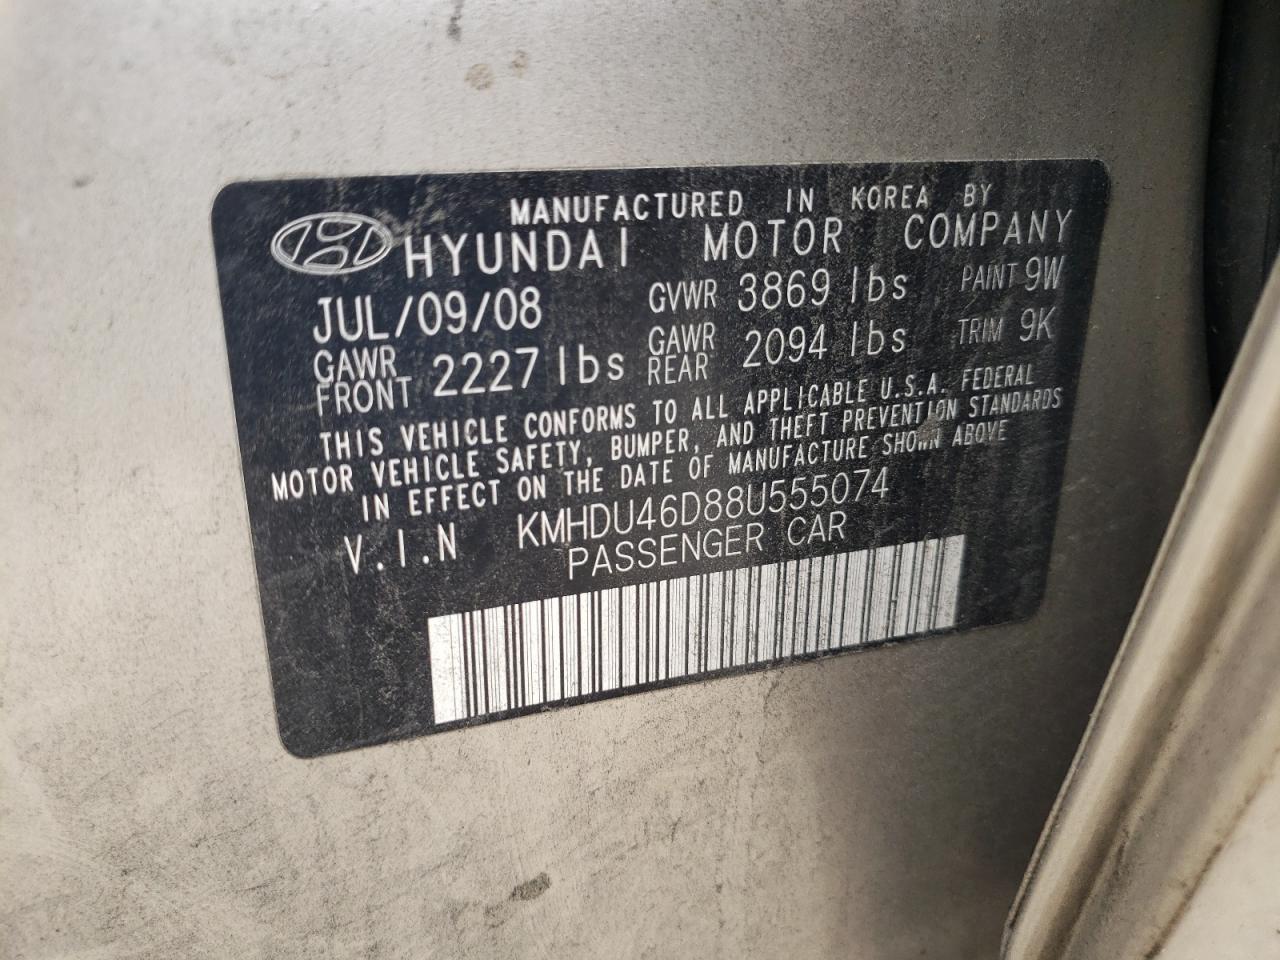 MANUFACTURED IN KOREA BY
HYUNDAI MOTOR COMPANY
JUL/09/08 GVWR 3869 lbs PAINT 9W
GAWR FRONT 2227 lbs GAWR REAR 2094 lbs TRIM 9K
THIS VEHICLE CONFORMS TO ALL APPLICABLE U.S.A. FEDERAL
MOTOR VEHICLE SAFETY, BUMPER, AND THEFT PREVENTION STANDARDS
IN EFFECT ON THE DATE OF MANUFACTURE SHOWN ABOVE
V.I.N KMHDU46D88U555074
PASSENGER CAR